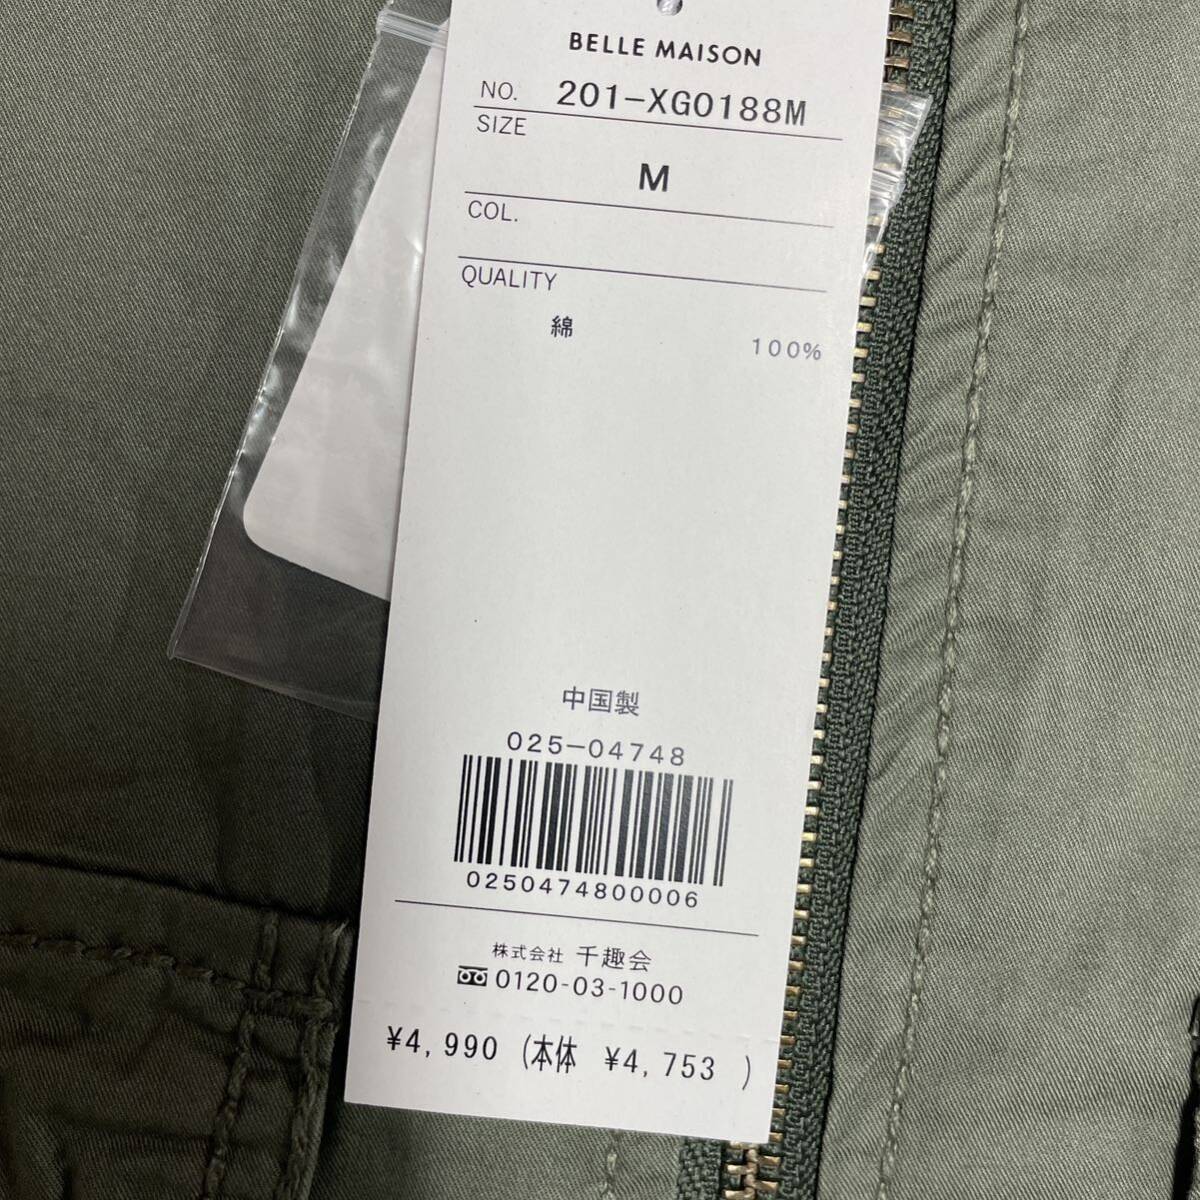 BELLE MAISON
NO. 201-XG0188M
SIZE
M
COL.
QUALITY
綿 100%
中国製
025-04748
0250474800006
株式会社 千趣会
0120-03-1000
¥4,990 (本体 ¥4,753 )